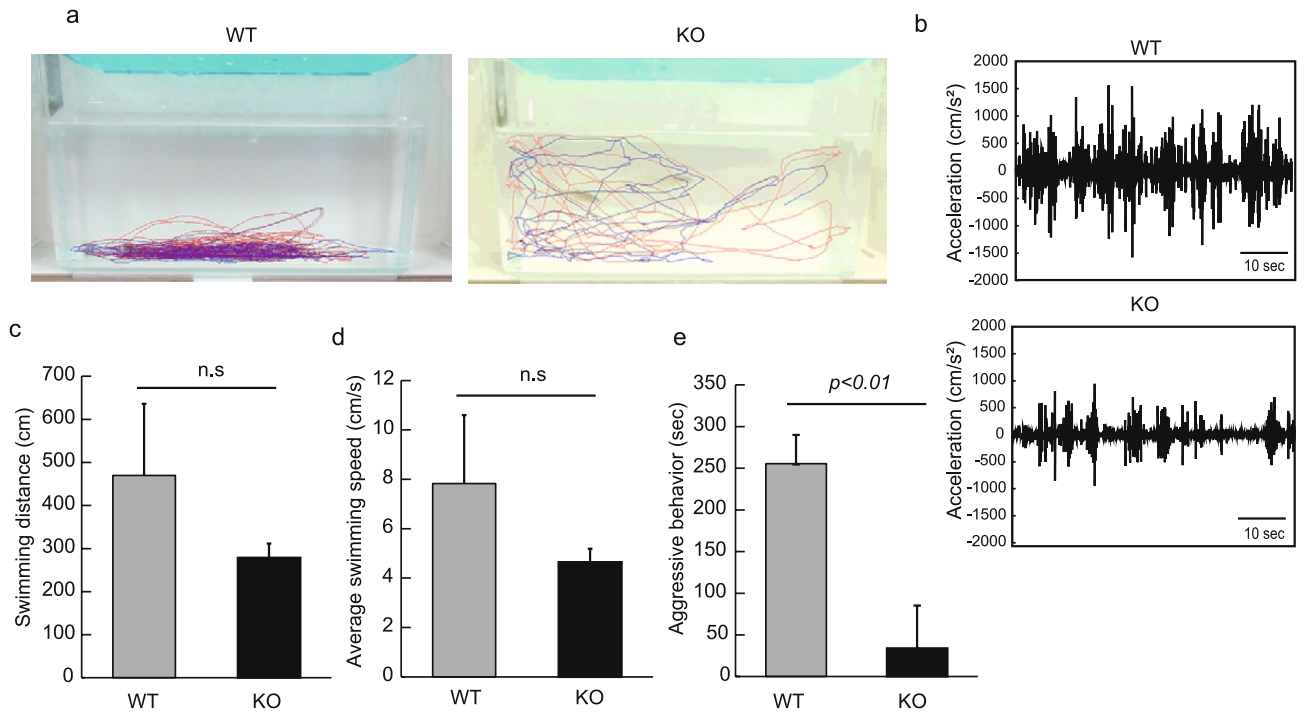 a
WT
KO
b
WT
Acceleration (cm/s²)
2000
1500
1000
500
0
-500
-1000
-1500
-2000
10 sec
KO
Acceleration (cm/s²)
2000
1500
1000
500
0
-500
-1000
-1500
-2000
10 sec
c
Swimming distance (cm)
700
600
500
400
300
200
100
0
n.s
WT
KO
d
Average swimming speed (cm/s)
12
10
8
6
4
2
0
n.s
WT
KO
e
Aggressive behavior (sec)
350
300
250
200
150
100
50
0
p<0.01
WT
KO